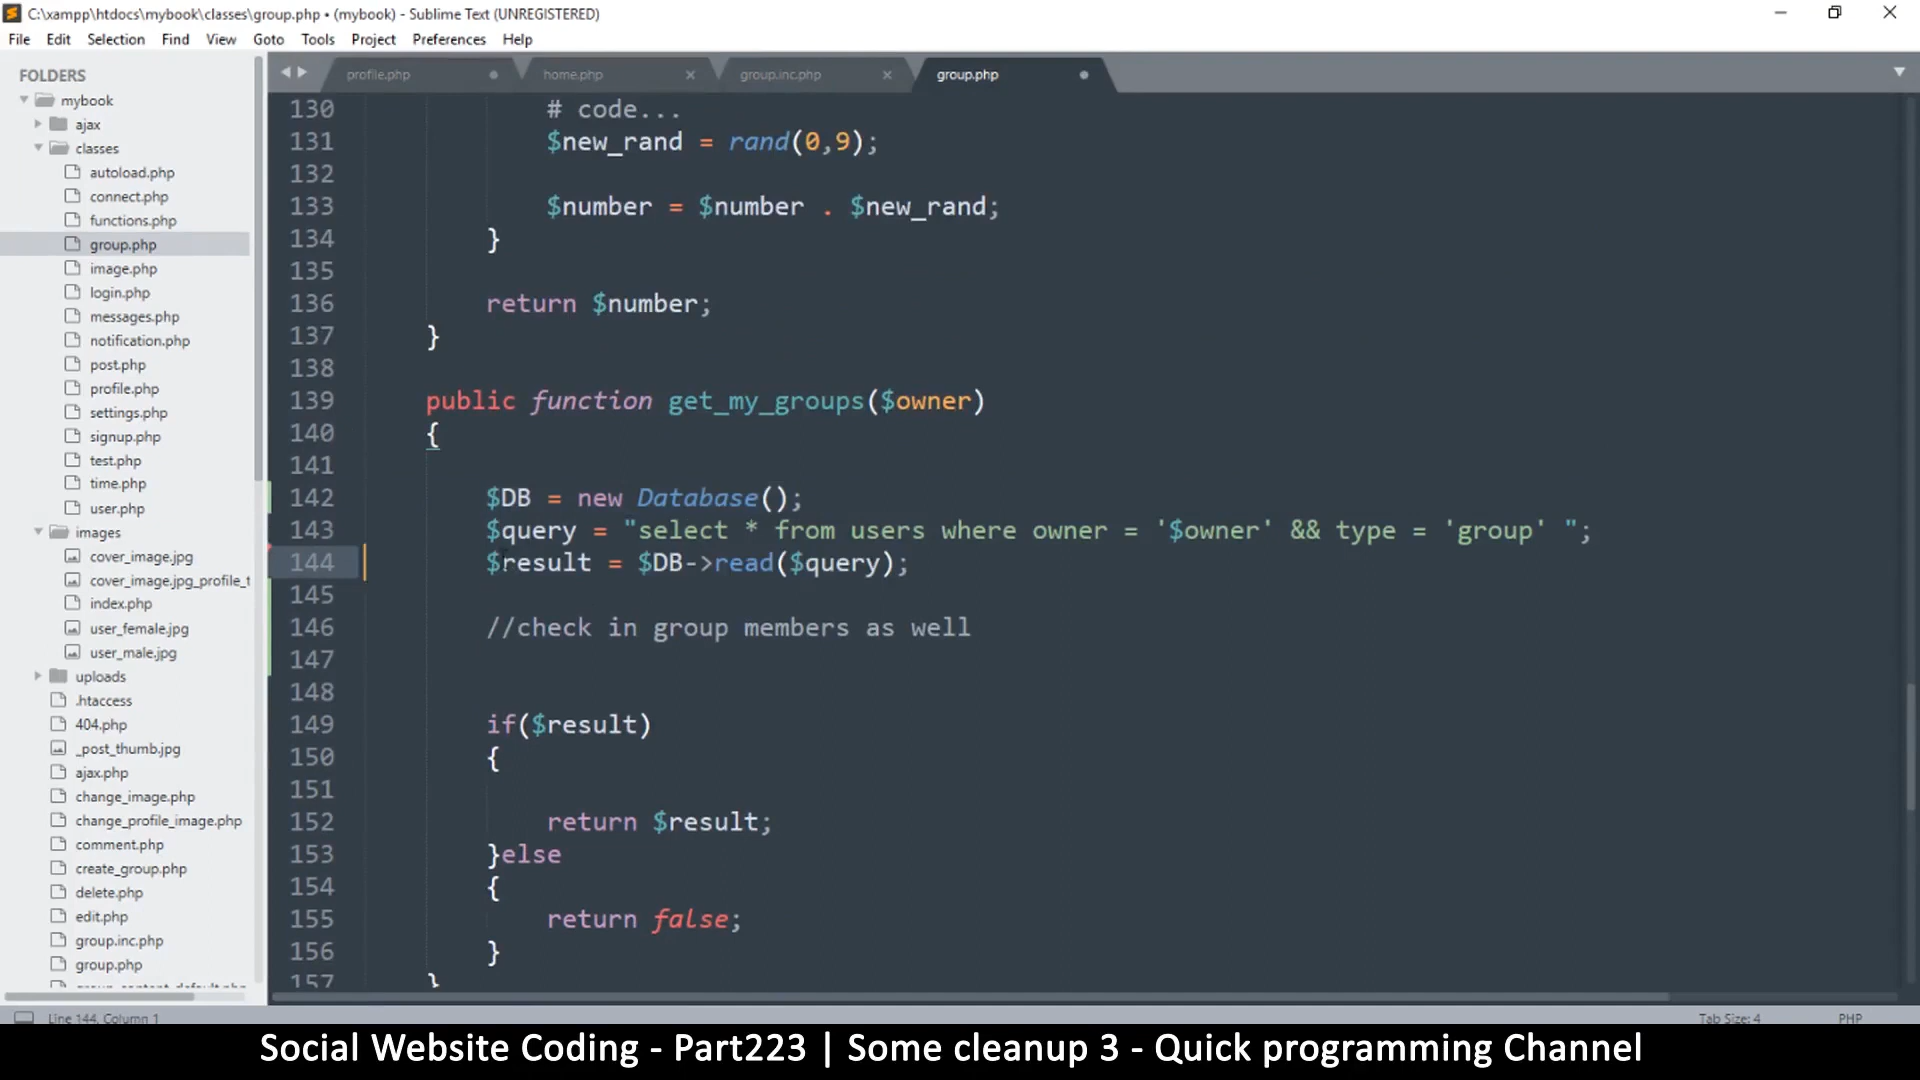 C:\xampp\htdocs\mybook\classes\group.php • (mybook) - Sublime Text (UNREGISTERED)
File Edit Selection Find View Goto Tools Project Preferences Help
FOLDERS
mybook
ajax
classes
autoload.php
connect.php
functions.php
group.php
image.php
login.php
messages.php
notification.php
post.php
profile.php
settings.php
signup.php
test.php
time.php
user.php
images
cover_image.jpg
cover_image.jpg_profile_t
index.php
user_female.jpg
user_male.jpg
uploads
.htaccess
404.php
_post_thumb.jpg
ajax.php
change_image.php
change_profile_image.php
comment.php
create_group.php
delete.php
edit.php
group.inc.php
group.php
group_content_default.php
profile.php home.php group.inc.php group.php
130 # code...
131 $new_rand = rand(0,9);
132
133 $number = $number . $new_rand;
134 }
135
136 return $number;
137 }
138
139 public function get_my_groups($owner)
140 {
141
142 $DB = new Database();
143 $query = "select * from users where owner = '$owner' && type = 'group' ";
144 $result = $DB->read($query);
145
146 //check in group members as well
147
148
149 if($result)
150 {
151
152 return $result;
153 }else
154 {
155 return false;
156 }
157 }
Line 144, Column 1 Tab Size: 4 PHP
Social Website Coding - Part223 | Some cleanup 3 - Quick programming Channel